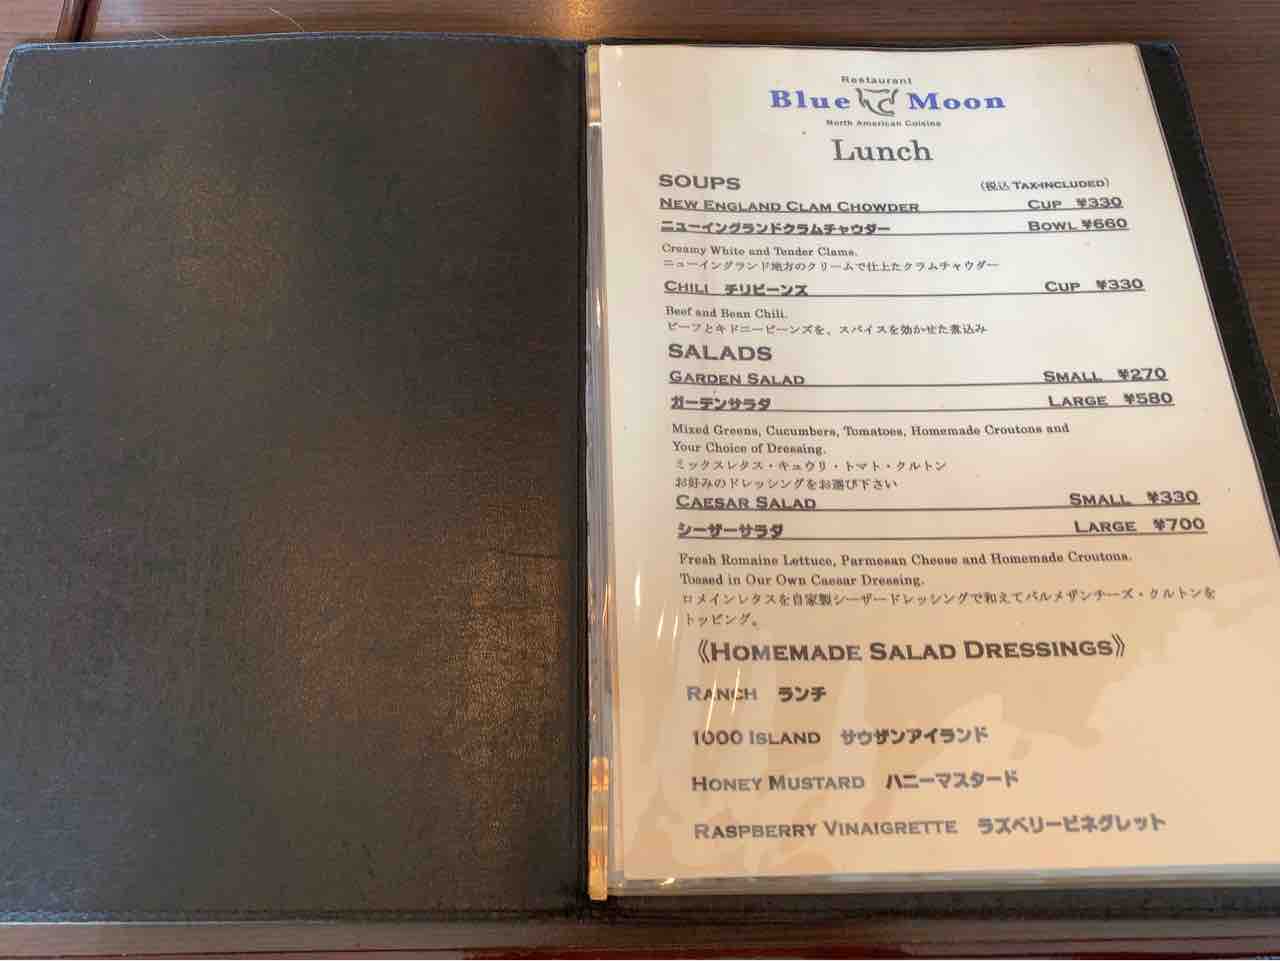 Restaurant
Blue Moon
North American Cuisine
Lunch
SOUPS (税込 TAX-INCLUDED)
NEW ENGLAND CLAM CHOWDER CUP ¥330
ニューイングランドクラムチャウダー BOWL ¥660
Creamy White and Tender Clams.
ニューイングランド地方のクリームで仕上たクラムチャウダー
CHILI チリビーンズ CUP ¥330
Beef and Bean Chili.
ビーフとキドニービーンズを、スパイスを効かせた煮込み
SALADS
GARDEN SALAD SMALL ¥270
ガーデンサラダ LARGE ¥580
Mixed Greens, Cucumbers, Tomatoes, Homemade Croutons and
Your Choice of Dressing.
ミックスレタス・キュウリ・トマト・クルトン
お好みのドレッシングをお選び下さい
CAESAR SALAD SMALL ¥330
シーザーサラダ LARGE ¥700
Fresh Romaine Lettuce, Parmesan Cheese and Homemade Croutons.
Tossed in Our Own Caesar Dressing.
ロメインレタスを自家製シーザードレッシングで和えてパルメザンチーズ・クルトンを
トッピング。
《HOMEMADE SALAD DRESSINGS》
RANCH ランチ
1000 ISLAND サウザンアイランド
HONEY MUSTARD ハニーマスタード
RASPBERRY VINAIGRETTE ラズベリービネグレット